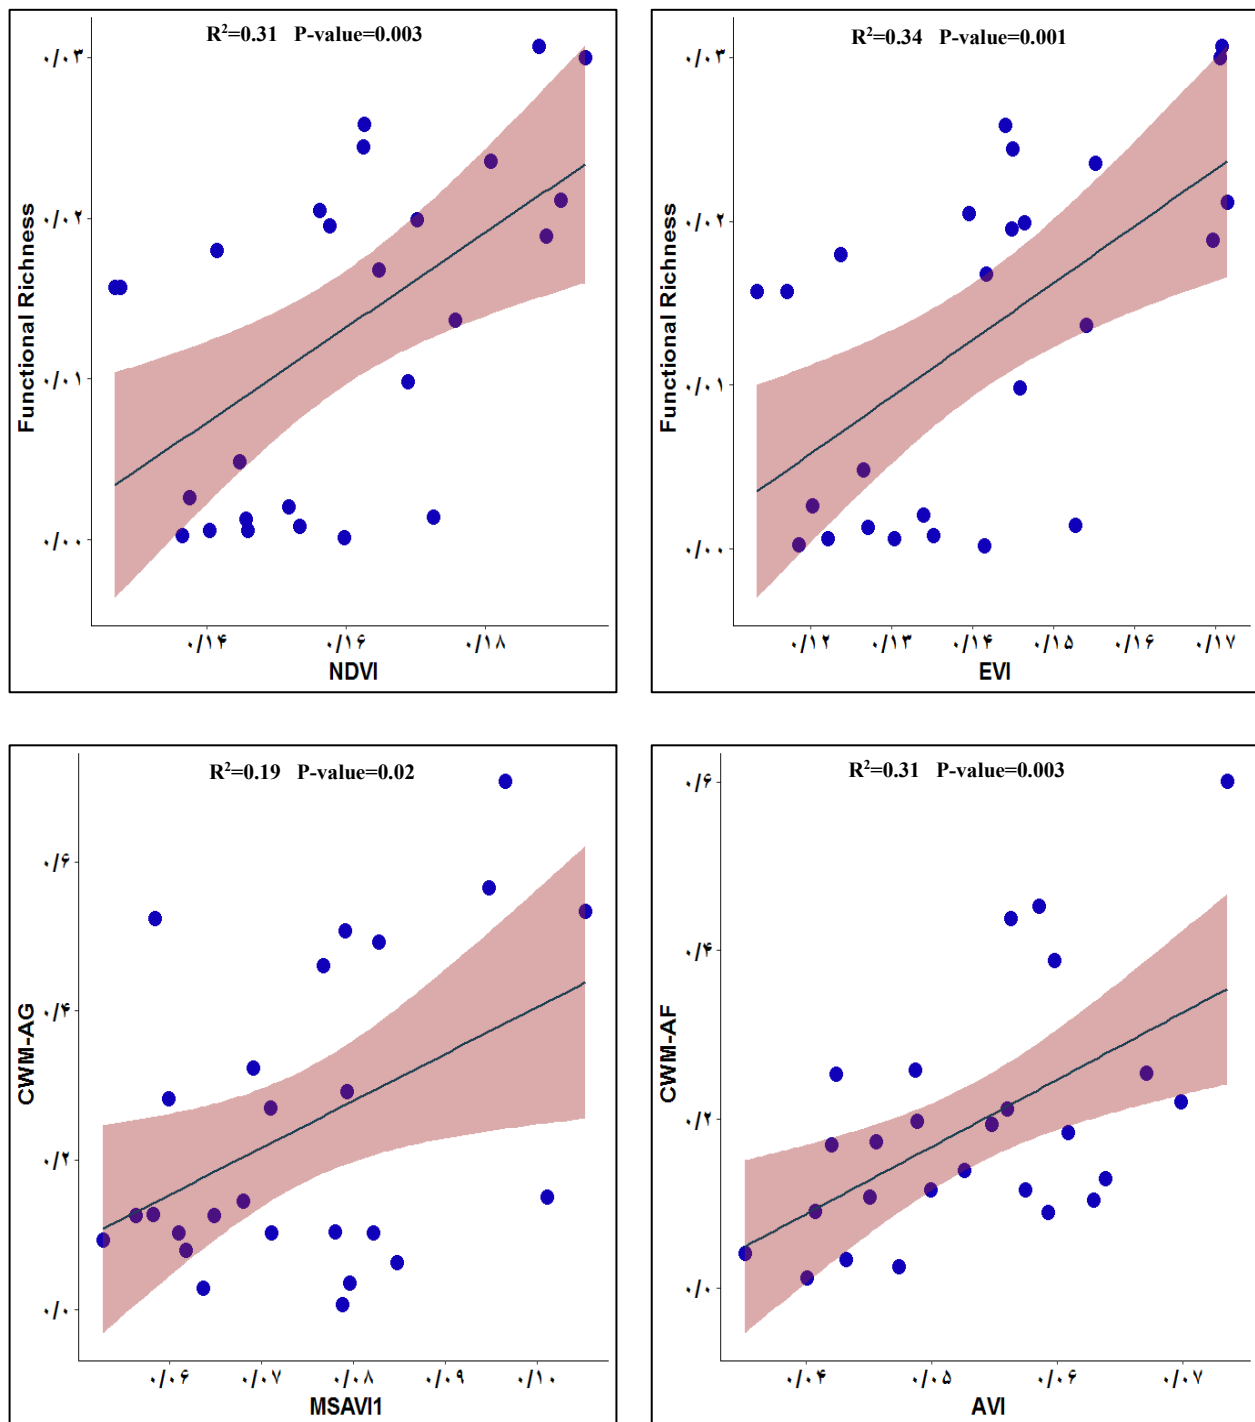 R²=0.31 P-value=0.003
Functional Richness
۰/۰۳
۰/۰۲
۰/۰۱
۰/۰۰
۰/۱۴ ۰/۱۶ ۰/۱۸
NDVI
R²=0.34 P-value=0.001
Functional Richness
۰/۰۳
۰/۰۲
۰/۰۱
۰/۰۰
۰/۱۲ ۰/۱۳ ۰/۱۴ ۰/۱۵ ۰/۱۶ ۰/۱۷
EVI
R²=0.19 P-value=0.02
CWM-AG
۰/۶
۰/۴
۰/۲
۰/۰
۰/۰۶ ۰/۰۷ ۰/۰۸ ۰/۰۹ ۰/۱۰
MSAVI1
R²=0.31 P-value=0.003
CWM-AF
۰/۶
۰/۴
۰/۲
۰/۰
۰/۰۴ ۰/۰۵ ۰/۰۶ ۰/۰۷
AVI